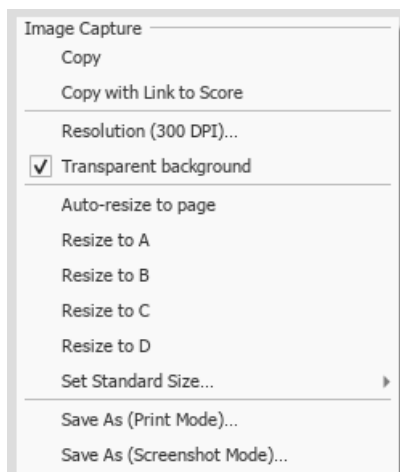 Image Capture
Copy
Copy with Link to Score
Resolution (300 DPI)...
Transparent background
Auto-resize to page
Resize to A
Resize to B
Resize to C
Resize to D
Set Standard Size...
Save As (Print Mode)...
Save As (Screenshot Mode)...